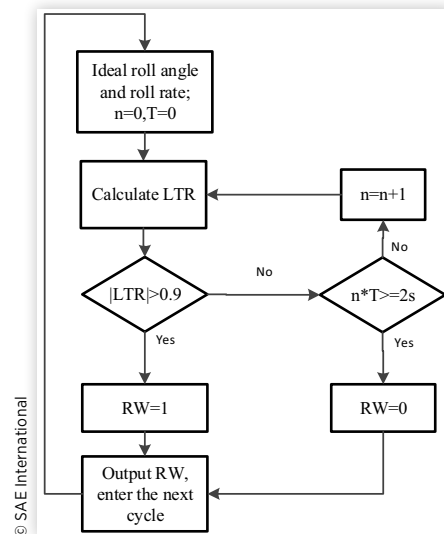 Ideal roll angle
and roll rate;
n=0,T=0
Calculate LTR
n=n+1
No
|LTR|>0.9
No
n*T>=2s
Yes
Yes
RW=1
RW=0
Output RW,
enter the next
cycle
© SAE International